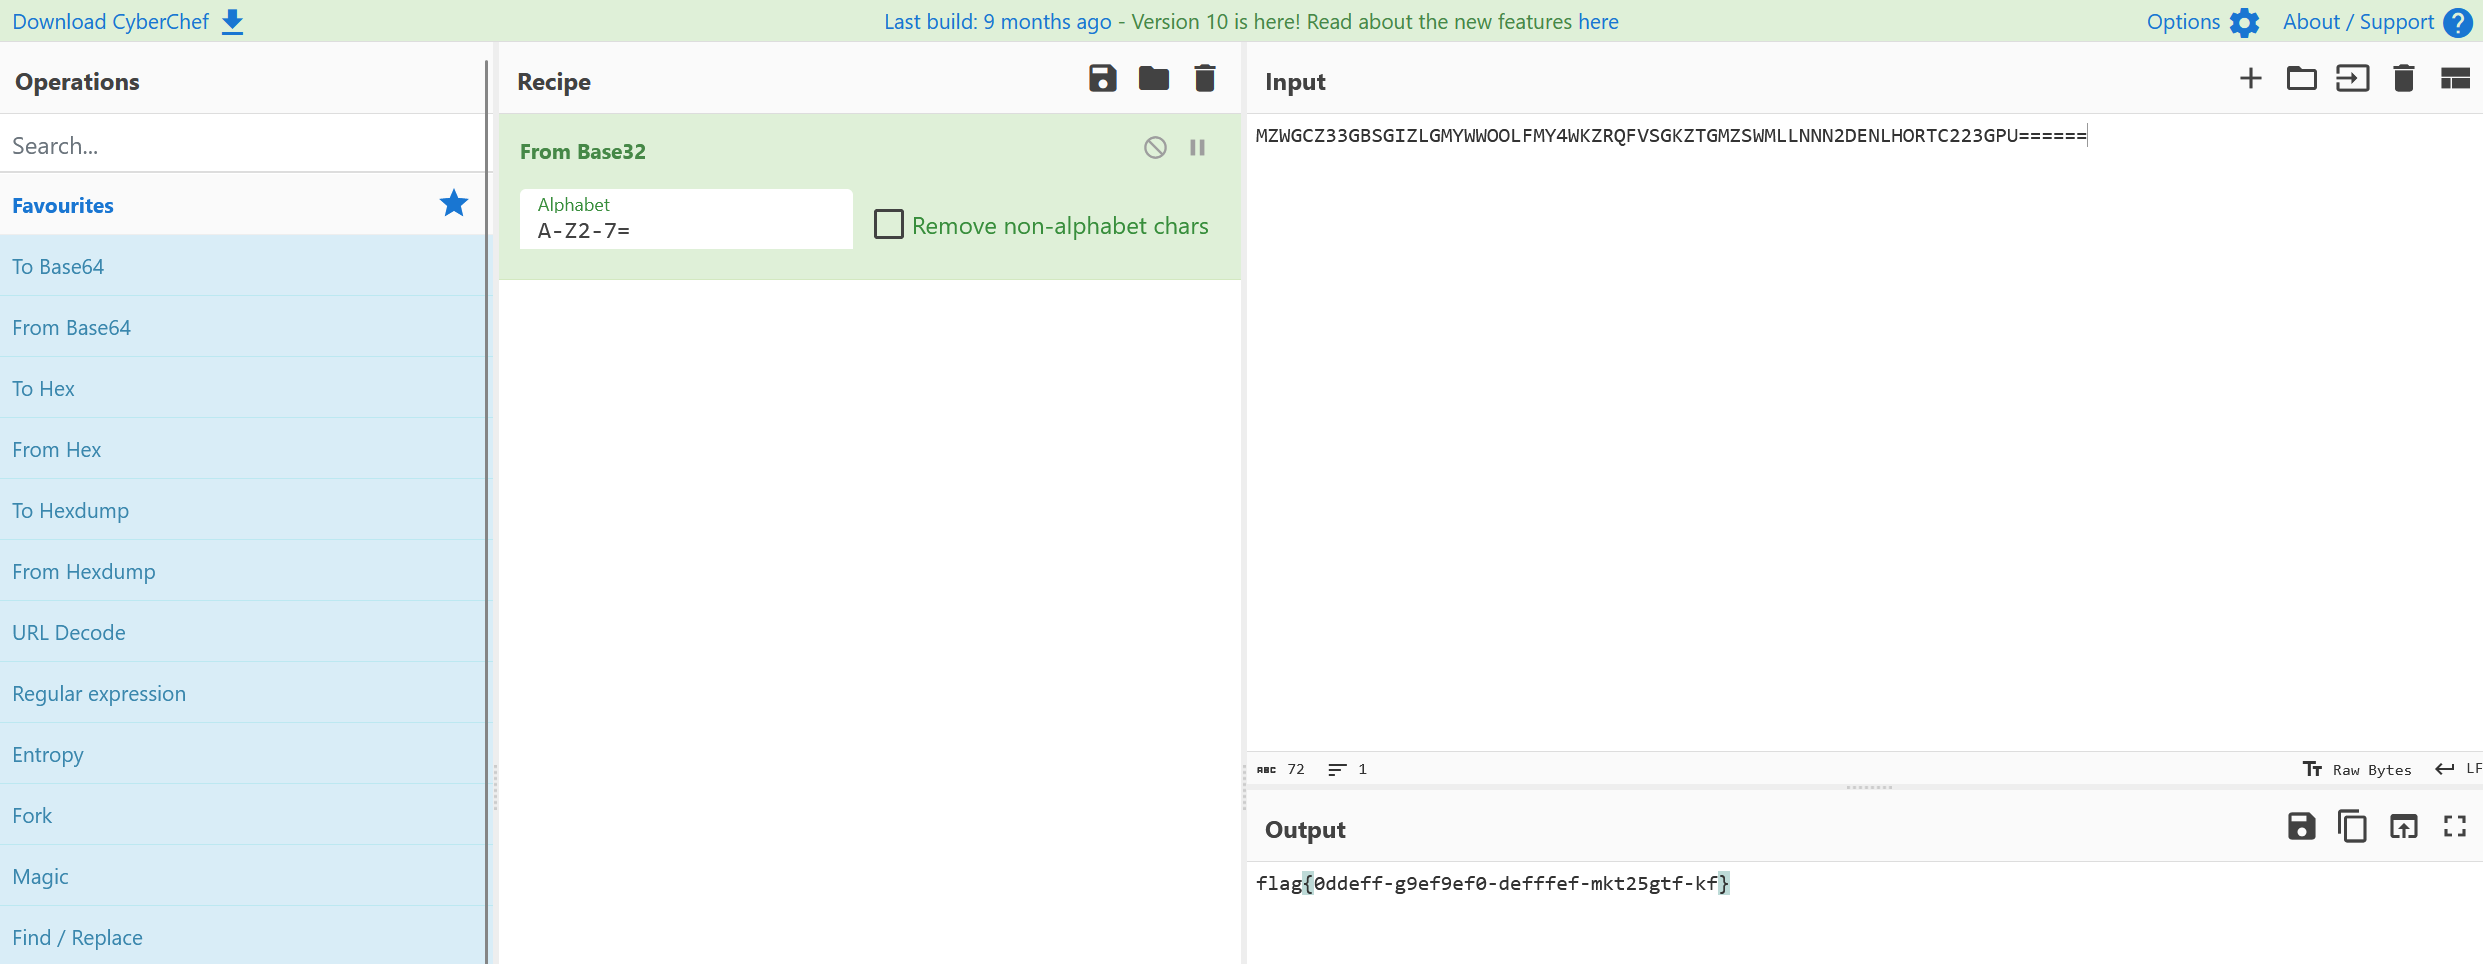 Download CyberChef
Last build: 9 months ago - Version 10 is here! Read about the new features here
Options
About / Support
Operations
Search...
Favourites
To Base64
From Base64
To Hex
From Hex
To Hexdump
From Hexdump
URL Decode
Regular expression
Entropy
Fork
Magic
Find / Replace
Recipe
From Base32
Alphabet
A-Z2-7=
Remove non-alphabet chars
Input
MZWGCZ33GBSGIZLGMYWWOOLFMY4WKZRQFVSGKZTGMZSWMLLNNN2DENLHORTC223GPU======
ABC 72
1
Raw Bytes
LF
Output
flag{0ddeff-g9ef9ef0-defffef-mkt25gtf-kf}